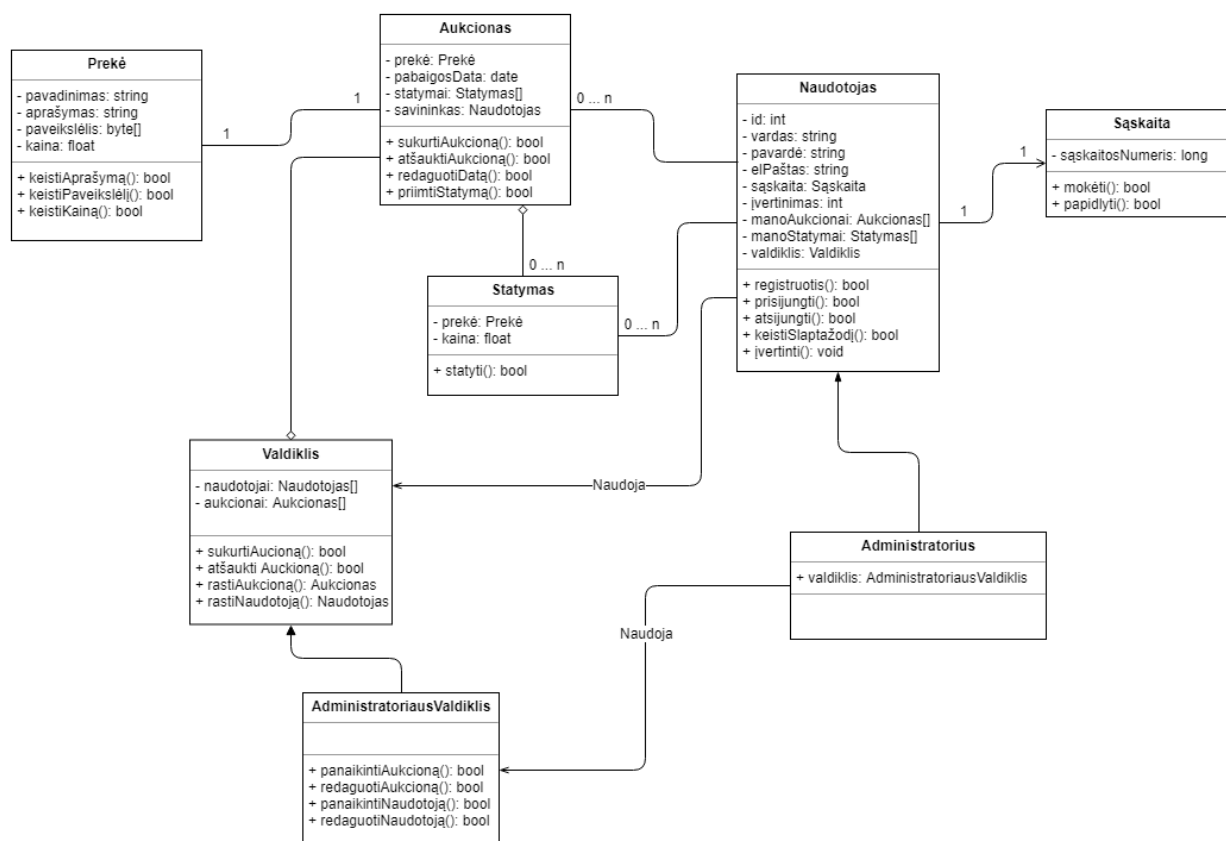 Aukcionas
- prekė: Prekė
- pabaigosData: date
- statymai: Statymas[]
- savininkas: Naudotojas
+ sukurtiAukcioną(): bool
+ atšauktiAukcioną(): bool
+ redaguotiDatą(): bool
+ priimtiStatymą(): bool
Prekė
- pavadinimas: string
- aprašymas: string
- paveikslėlis: byte[]
- kaina: float
+ keistiAprašymą(): bool
+ keistiPaveikslėlį(): bool
+ keistiKainą(): bool
1
1
0 ... n
Naudotojas
- id: int
- vardas: string
- pavardė: string
- elPaštas: string
- sąskaita: Sąskaita
- įvertinimas: int
- manoAukcionai: Aukcionas[]
- manoStatymai: Statymas[]
- valdiklis: Valdiklis
+ registruotis(): bool
+ prisijungti(): bool
+ atsijungti(): bool
+ keistiSlaptažodį(): bool
+ įvertinti(): void
1
1
Sąskaita
- sąskaitosNumeris: long
+ mokėti(): bool
+ papidlyti(): bool
0 ... n
Statymas
- prekė: Prekė
- kaina: float
+ statyti(): bool
0 ... n
Valdiklis
- naudotojai: Naudotojas[]
- aukcionai: Aukcionas[]
+ sukurtiAucioną(): bool
+ atšaukti Auckioną(): bool
+ rastiAukcioną(): Aukcionas
+ rastiNaudotoją(): Naudotojas
Naudoja
Administratorius
+ valdiklis: AdministratoriausValdiklis
Naudoja
AdministratoriausValdiklis
+ panaikintiAukcioną(): bool
+ redaguotiAukcioną(): bool
+ panaikintiNaudotoją(): bool
+ redaguotiNaudotoją(): bool